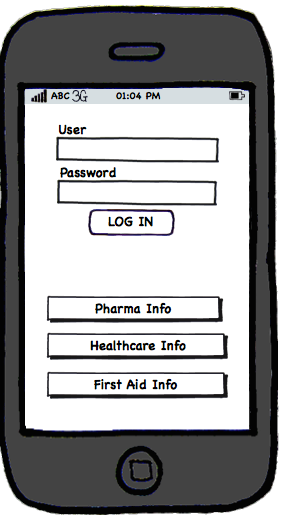 ABC 3G 01:04 PM
User
Password
LOG IN
Pharma Info
Healthcare Info
First Aid Info